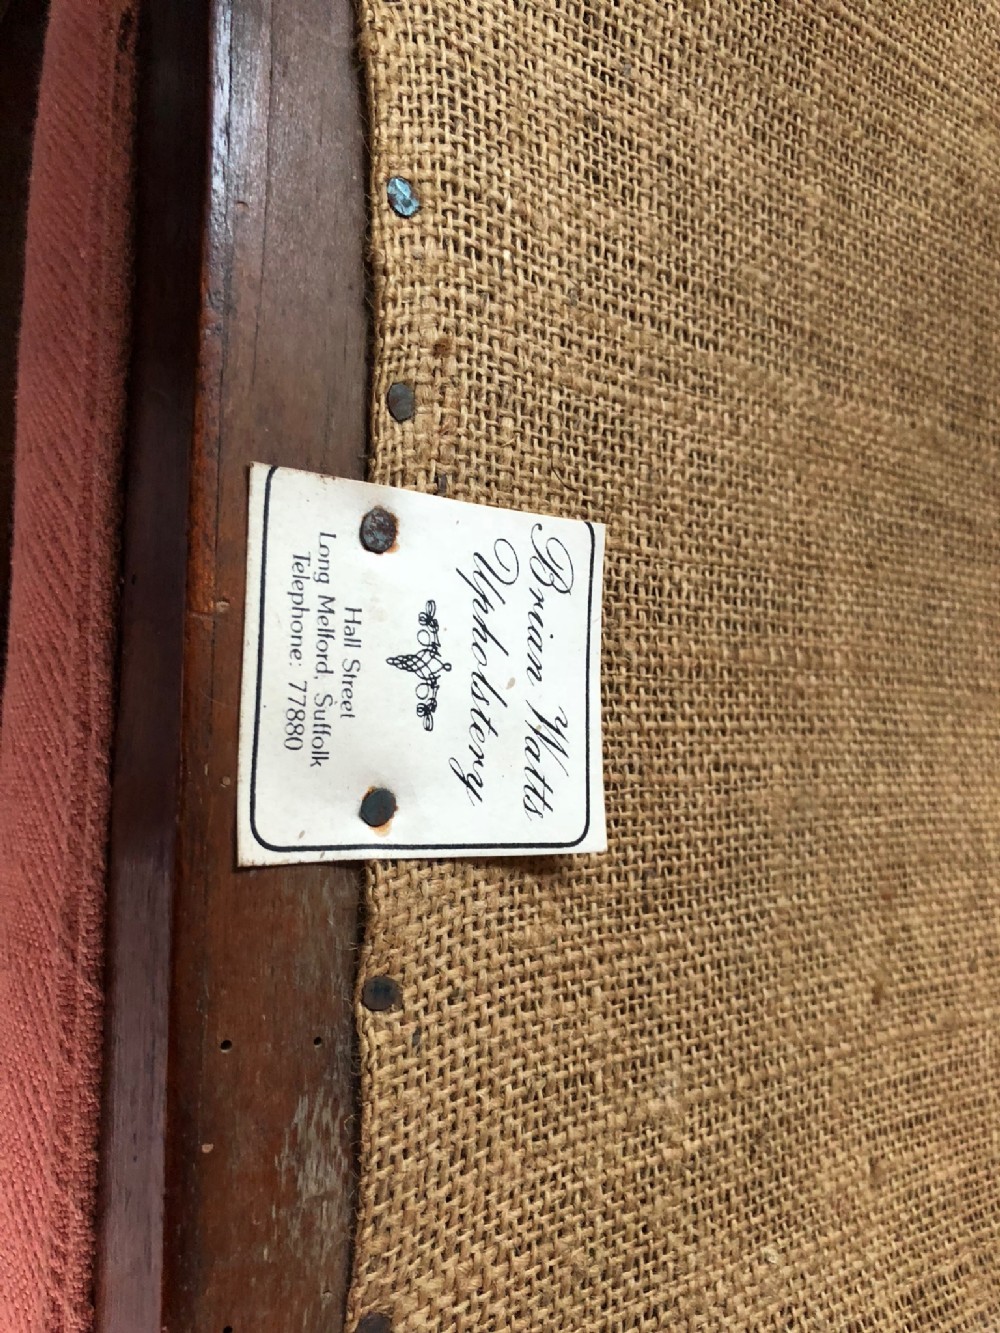 Brian Watts
Upholstery
Hall Street
Long Melford, Suffolk
Telephone: 77880